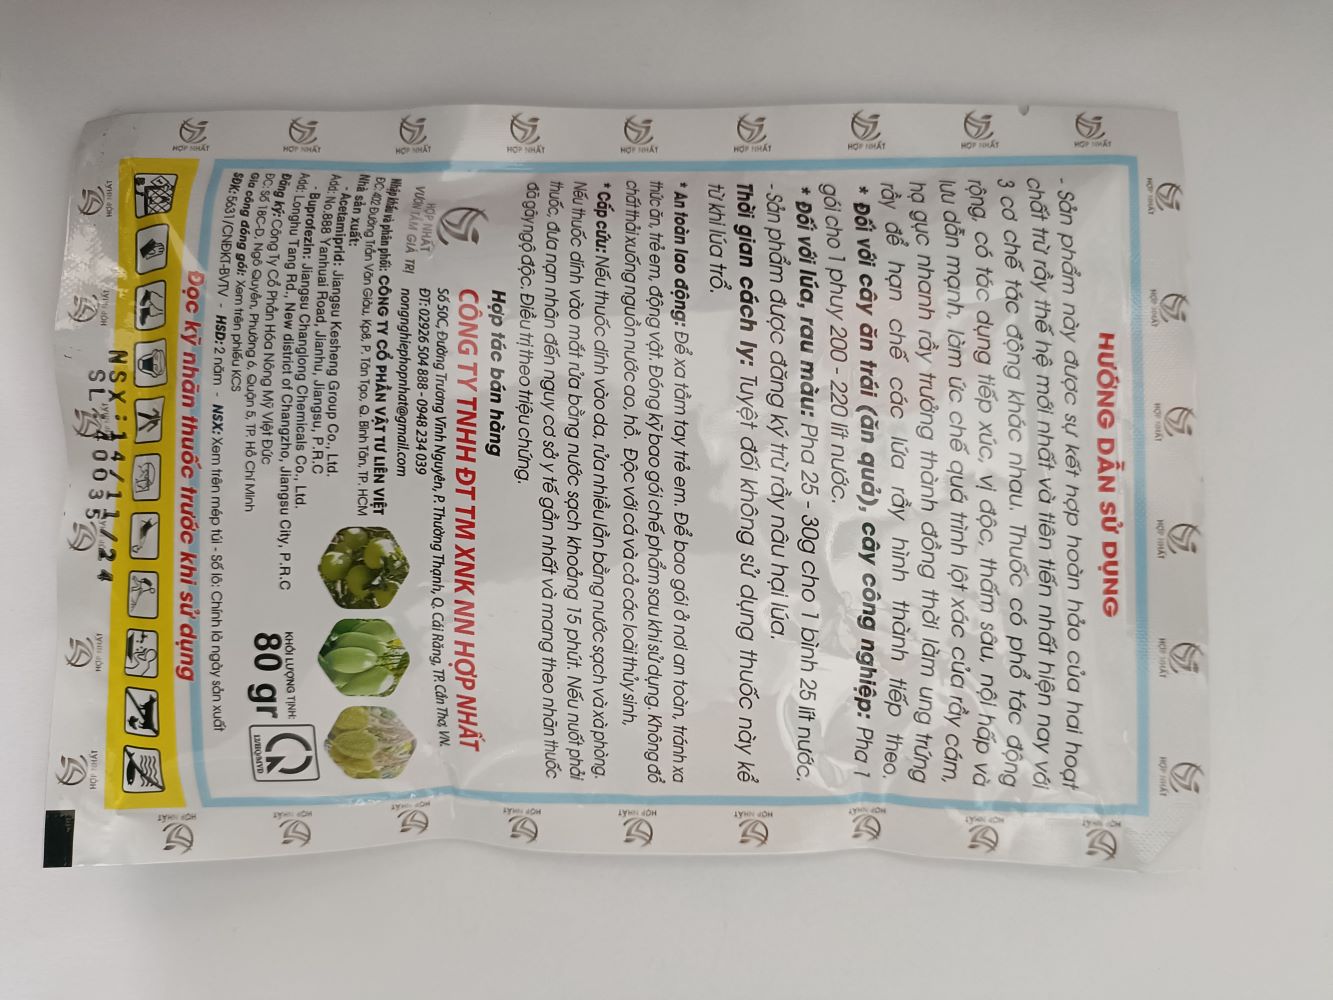 HƯỚNG DẪN SỬ DỤNG
- Sản phẩm này được sự kết hợp hoàn hảo của hai hoạt
chất trừ rầy thế hệ mới nhất và tiên tiến nhất hiện nay với
3 cơ chế tác động khác nhau. Thuốc có phổ tác động
rộng, có tác dụng tiếp xúc, vị độc, thấm sâu, nội hấp và
lưu dẫn mạnh, làm ức chế quá trình lột xác của rầy cám,
hạ gục nhanh rầy trưởng thành đồng thời làm ung trứng
rầy để hạn chế các lứa rầy hình thành tiếp theo.
* Đối với cây ăn trái (ăn quả), cây công nghiệp: Pha 1
gói cho 1 phuy 200 - 220 lít nước.
* Đối với lúa, rau màu: Pha 25 - 30g cho 1 bình 25 lít nước.
-Sản phẩm được đăng ký trừ rầy nâu hại lúa.
Thời gian cách ly: Tuyệt đối không sử dụng thuốc này kể
từ khi lúa trổ.
* An toàn lao động: Để xa tầm tay trẻ em. Để bao gói ở nơi an toàn, tránh xa
thức ăn, trẻ em, động vật. Đóng kỹ bao gói chế phẩm sau khi sử dụng. Không đổ
chất thải xuống nguồn nước ao, hồ. Độc với cá và cả các loài thủy sinh.
* Cấp cứu: Nếu thuốc dính vào da, rửa nhiều lần bằng nước sạch và xà phòng.
Nếu thuốc dính vào mắt rửa bằng nước sạch khoảng 15 phút. Nếu nuốt phải
thuốc, đưa nạn nhân đến nguy cơ sở y tế gần nhất và mang theo nhãn thuốc
đã gây ngộ độc. Điều trị theo triệu chứng.
Hợp tác bán hàng
CÔNG TY TNHH ĐT TM XNK NN HỢP NHẤT
Số 50C, Đường Trương Vĩnh Nguyên, P. Thường Thạnh, Q. Cái Răng, TP. Cần Thơ, VN.
ĐT: 02926 504 888 - 0948 234 039
nongnghiephopnhat@gmail.com
HỢP NHẤT
VƯƠN TẦM GIÁ TRỊ
Nhập khẩu và phân phối: CÔNG TY CỔ PHẦN VẬT TƯ LIÊN VIỆT
ĐC: 402 Đường Trần Văn Giàu, Kp8, P. Tân Tạo, Q. Bình Tân, TP. HCM
Nhà sản xuất:
- Acetamiprid: Jiangsu Kesheng Group Co., Ltd.
Add: No.888 Yanhuai Road, Jianhu, Jiangsu, P.R.C
- Buprofezin: Jiangsu Changlong Chemicals Co., Ltd.
Add: Longhu Tang Rd., New district of Changzho, Jiangsu City, P.R.C
Đăng ký: Công Ty Cổ Phần Hóa Nông Mỹ Việt Đức
ĐC: Số 18C-D, Ngô Quyền, Phường 6, Quận 5, TP. Hồ Chí Minh
Gia công đóng gói: Xem trên phiếu KCS
SĐK: 5631/CNĐKT-BVTV - HSD: 2 năm - NSX: Xem trên mép túi - Số lô: Chính là ngày sản xuất
KHỐI LƯỢNG TỊNH:
80 gr
Đọc kỹ nhãn thuốc trước khi sử dụng
NSX:14/11/24
HỢP NHẤT
HỢP NHẤT
HỢP NHẤT
HỢP NHẤT
HỢP NHẤT
HỢP NHẤT
HỢP NHẤT
HỢP NHẤT
HỢP NHẤT